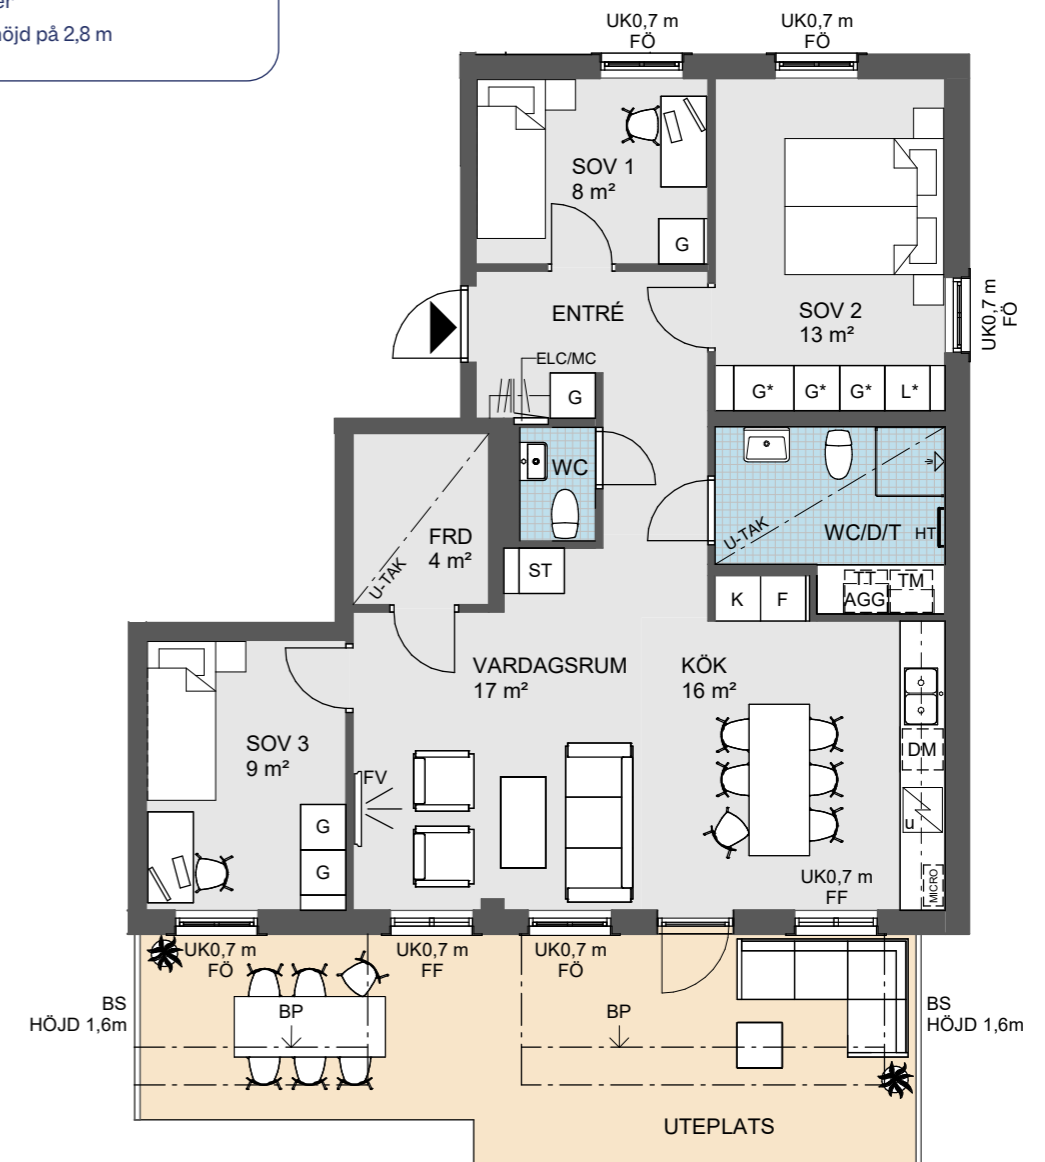 höjd på 2,8 m
UK0,7 m
FÖ
UK0,7 m
FÖ
SOV 1
8 m²
G
ENTRÉ
SOV 2
13 m²
UK0,7 m
FÖ
ELC/MC
G
G*
G*
G*
L*
WC
FRD
4 m²
U-TAK
U-TAK
WC/D/T
HT
ST
K
F
TT
TM
AGG
VARDAGSRUM
17 m²
KÖK
16 m²
SOV 3
9 m²
FV
DM
G
G
u
MICRO
UK0,7 m
FF
UK0,7 m
FÖ
UK0,7 m
FF
UK0,7 m
FÖ
BS
HÖJD 1,6m
BP
BP
BS
HÖJD 1,6m
UTEPLATS